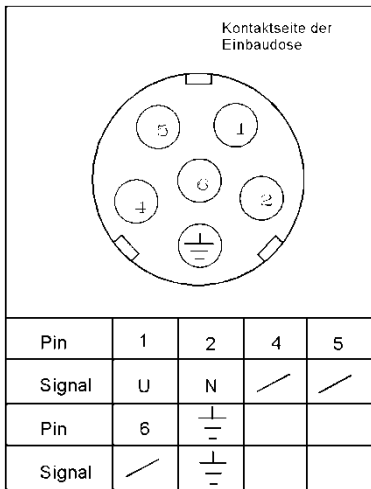 Kontaktseite der
Einbaudose
5 1
6
4 2
Pin 1 2 4 5
Signal U N
Pin 6
Signal